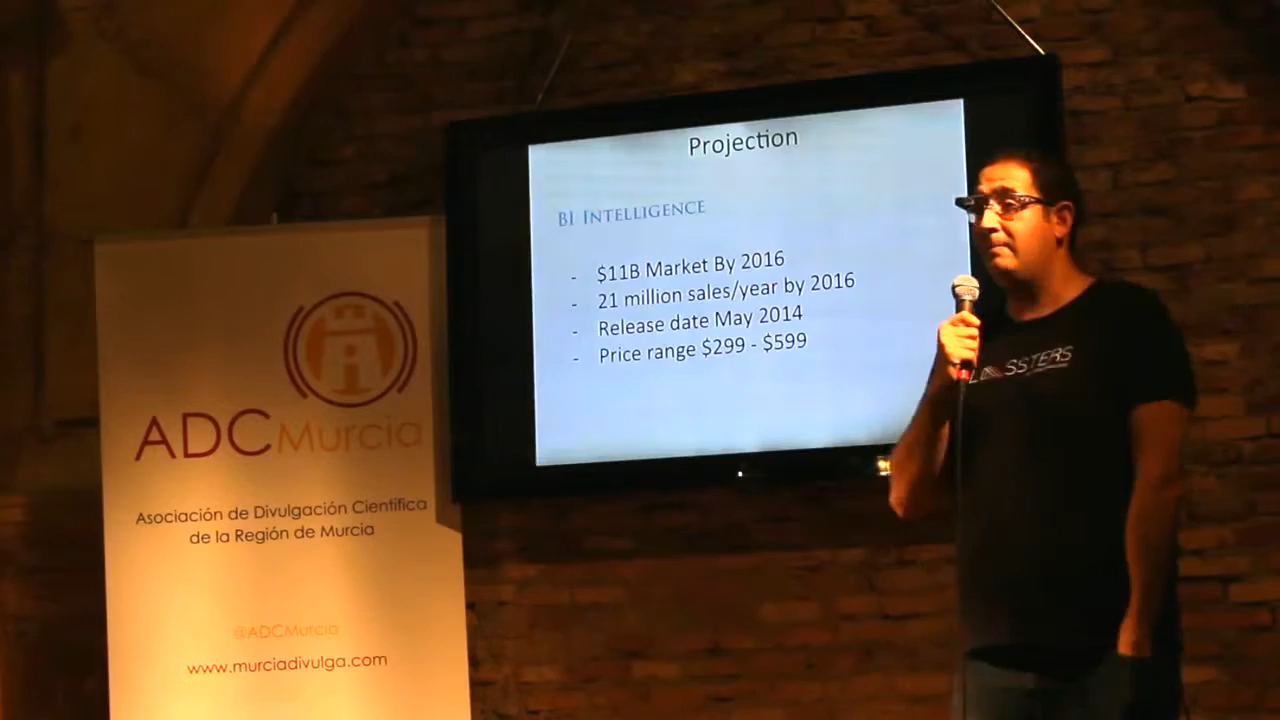 Projection
BI INTELLIGENCE
- $11B Market By 2016
- 21 million sales/year by 2016
- Release date May 2014
- Price range $299 - $599
ADCMurcia
Asociación de Divulgación Científica
de la Región de Murcia
@ADCMurcia
www.murciadivulga.com